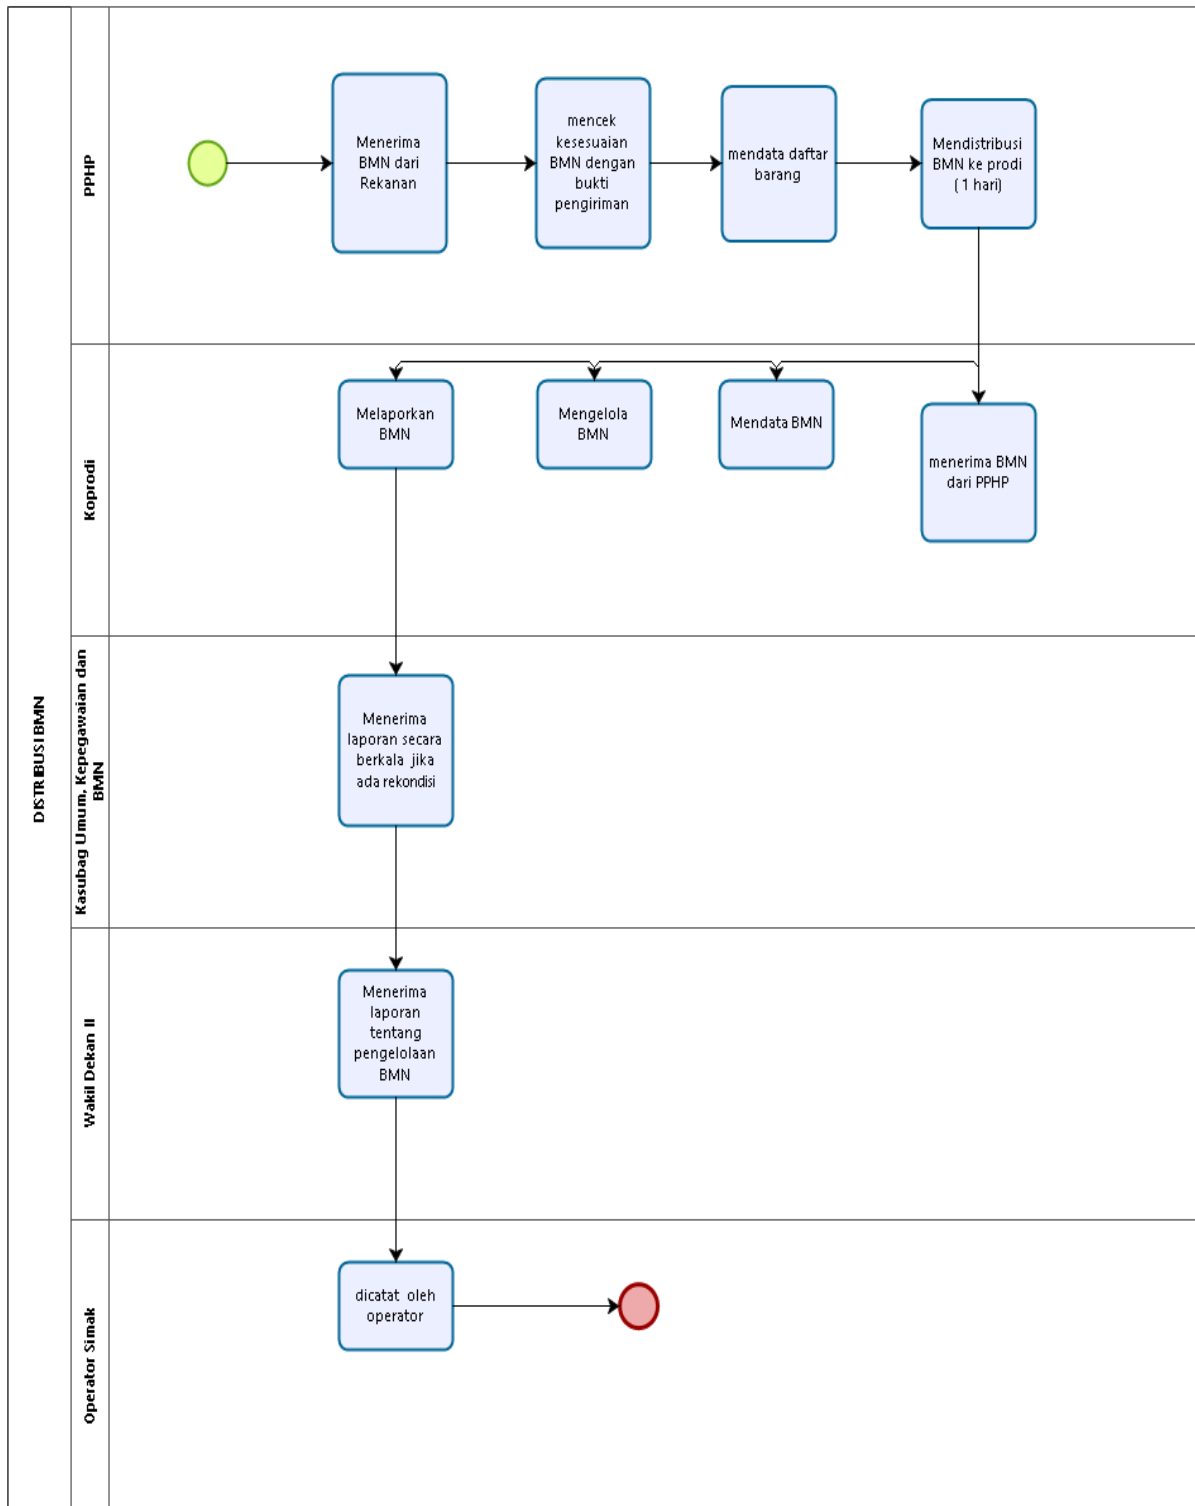 DISTRIBUSI BMN
PPHP
Menerima
BMN dari
Rekanan
mencek
kesesuaian
BMN dengan
bukti
pengiriman
mendata daftar
barang
Mendistribusi
BMN ke prodi
( 1 hari)
Koprodi
Melaporkan
BMN
Mengelola
BMN
Mendata BMN
menerima BMN
dari PPHP
Kasubag Umum, Kepegawaian dan
BMN
Menerima
laporan secara
berkala jika
ada rekondisi
Wakil Dekan II
Menerima
laporan
tentang
pengelolaan
BMN
Operator Simak
dicatat oleh
operator